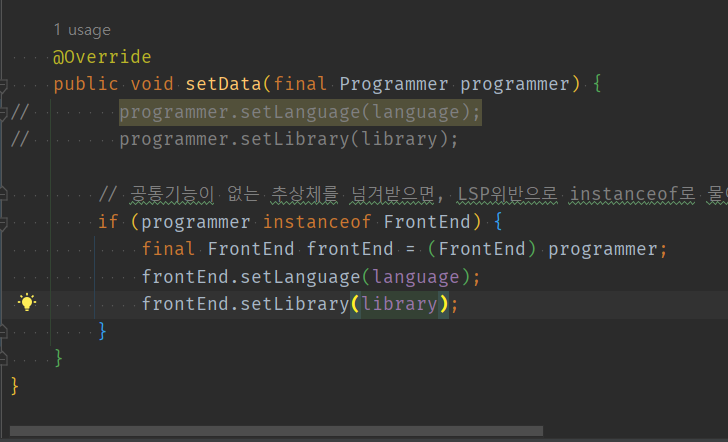 1 usage
@Override
public void setData(final Programmer programmer) {
// programmer.setLanguage(language);
// programmer.setLibrary(library);
// 공통기능이 없는 추상체를 넘겨받으면, LSP위반으로 instanceof로
if (programmer instanceof FrontEnd) {
final FrontEnd frontEnd = (FrontEnd) programmer;
frontEnd.setLanguage(language);
frontEnd.setLibrary(library);
}
}
}